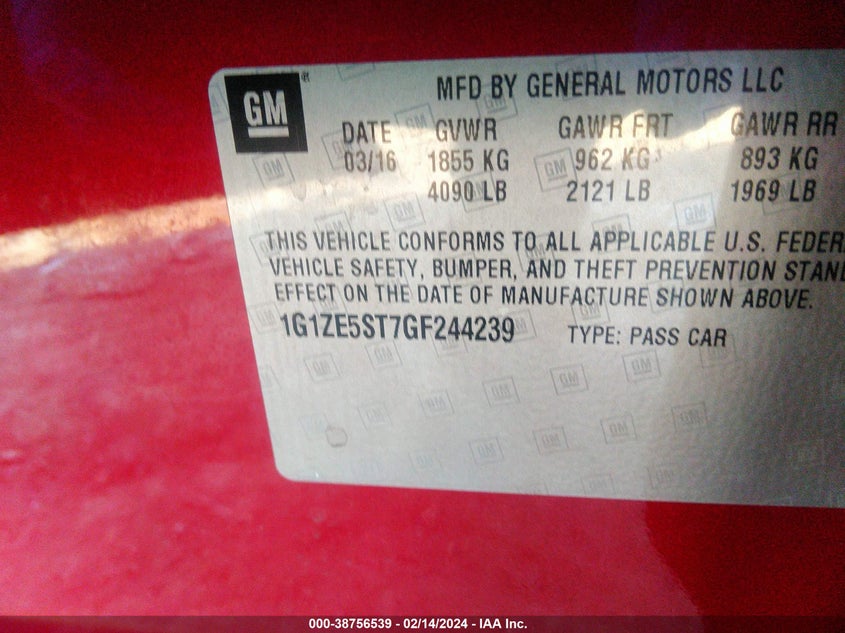 GM
MFD BY GENERAL MOTORS LLC
DATE GVWR GAWR FRT GAWR RR
03/16 1855 KG 962 KG 893 KG
4090 LB 2121 LB 1969 LB
THIS VEHICLE CONFORMS TO ALL APPLICABLE U.S. FEDER
VEHICLE SAFETY, BUMPER, AND THEFT PREVENTION STAN
EFFECT ON THE DATE OF MANUFACTURE SHOWN ABOVE.
1G1ZE5ST7GF244239 TYPE: PASS CAR
000-38756539 - 02/14/2024 - IAA Inc.